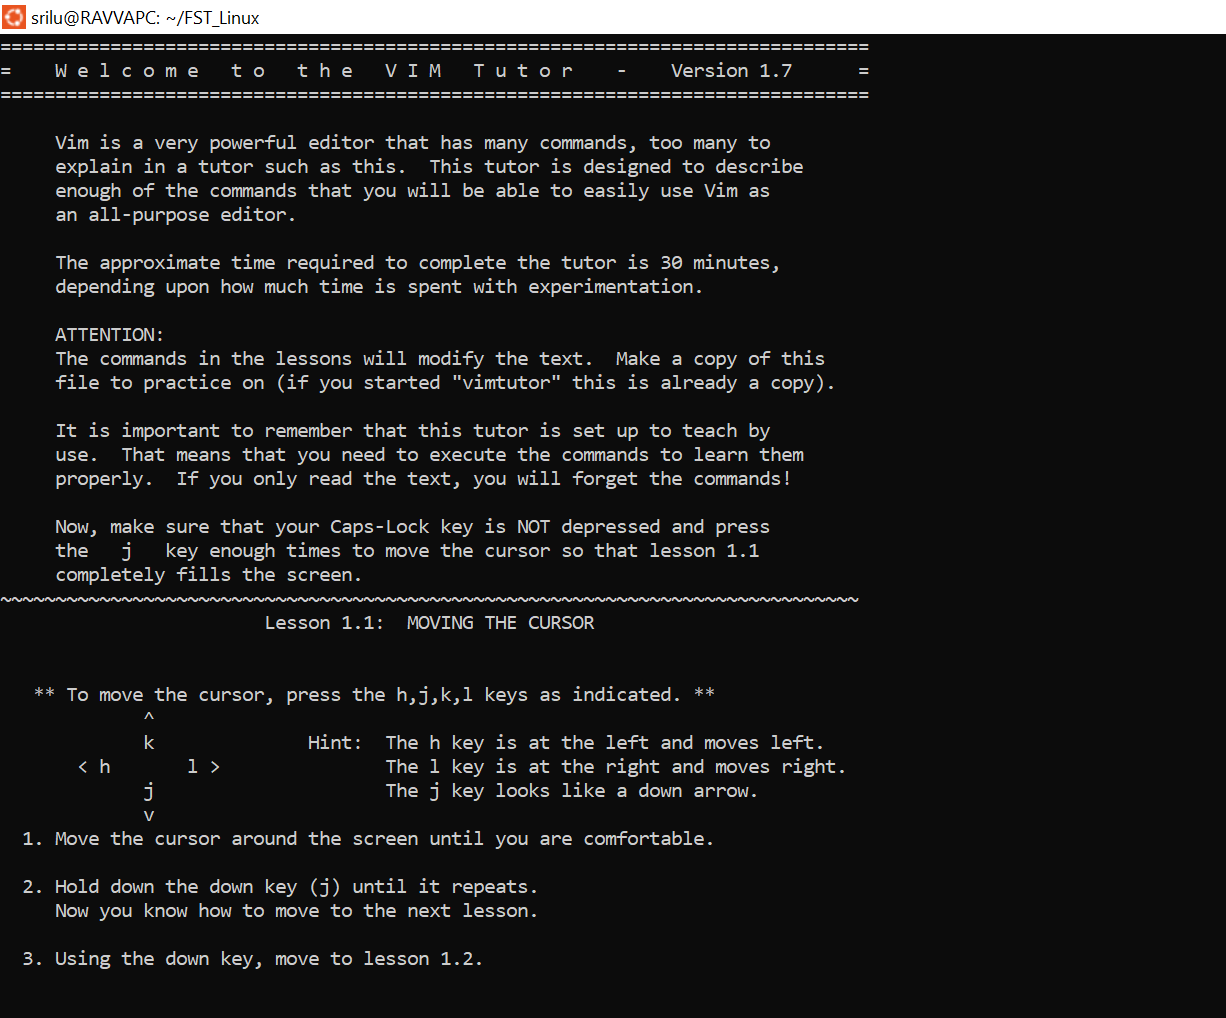 srilu@RAVVAPC: ~/FST_Linux
===============================================================================
=    W e l c o m e   t o   t h e   V I M   T u t o r    -    Version 1.7      =
===============================================================================

     Vim is a very powerful editor that has many commands, too many to
     explain in a tutor such as this.  This tutor is designed to describe
     enough of the commands that you will be able to easily use Vim as
     an all-purpose editor.

     The approximate time required to complete the tutor is 30 minutes,
     depending upon how much time is spent with experimentation.

     ATTENTION:
     The commands in the lessons will modify the text.  Make a copy of this
     file to practice on (if you started "vimtutor" this is already a copy).

     It is important to remember that this tutor is set up to teach by
     use.  That means that you need to execute the commands to learn them
     properly.  If you only read the text, you will forget the commands!

     Now, make sure that your Caps-Lock key is NOT depressed and press
     the   j   key enough times to move the cursor so that lesson 1.1
     completely fills the screen.
~~~~~~~~~~~~~~~~~~~~~~~~~~~~~~~~~~~~~~~~~~~~~~~~~~~~~~~~~~~~~~~~~~~~~~~~~~~~~~
                        Lesson 1.1:  MOVING THE CURSOR

   ** To move the cursor, press the h,j,k,l keys as indicated. **
             ^
             k              Hint:  The h key is at the left and moves left.
       < h       l >               The l key is at the right and moves right.
             j                     The j key looks like a down arrow.
             v
  1. Move the cursor around the screen until you are comfortable.

  2. Hold down the down key (j) until it repeats.
     Now you know how to move to the next lesson.

  3. Using the down key, move to lesson 1.2.